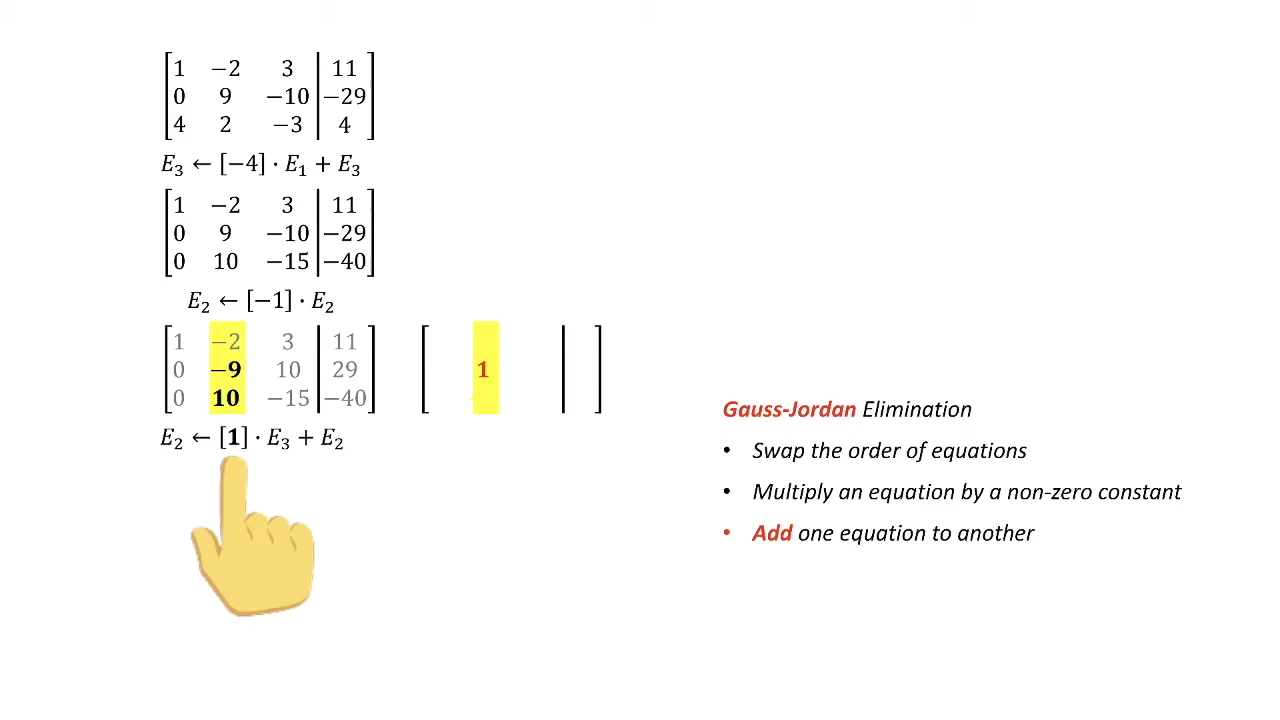 1 −2 3 11
0 9 −10 −29
4 2 −3 4
E₃ ← [−4] · E₁ + E₃
1 −2 3 11
0 9 −10 −29
0 10 −15 −40
E₂ ← [−1] · E₂
1 −2 3 11
0 −9 10 29 1
0 10 −15 −40
E₂ ← [1] · E₃ + E₂
Gauss-Jordan Elimination
• Swap the order of equations
• Multiply an equation by a non-zero constant
• Add one equation to another